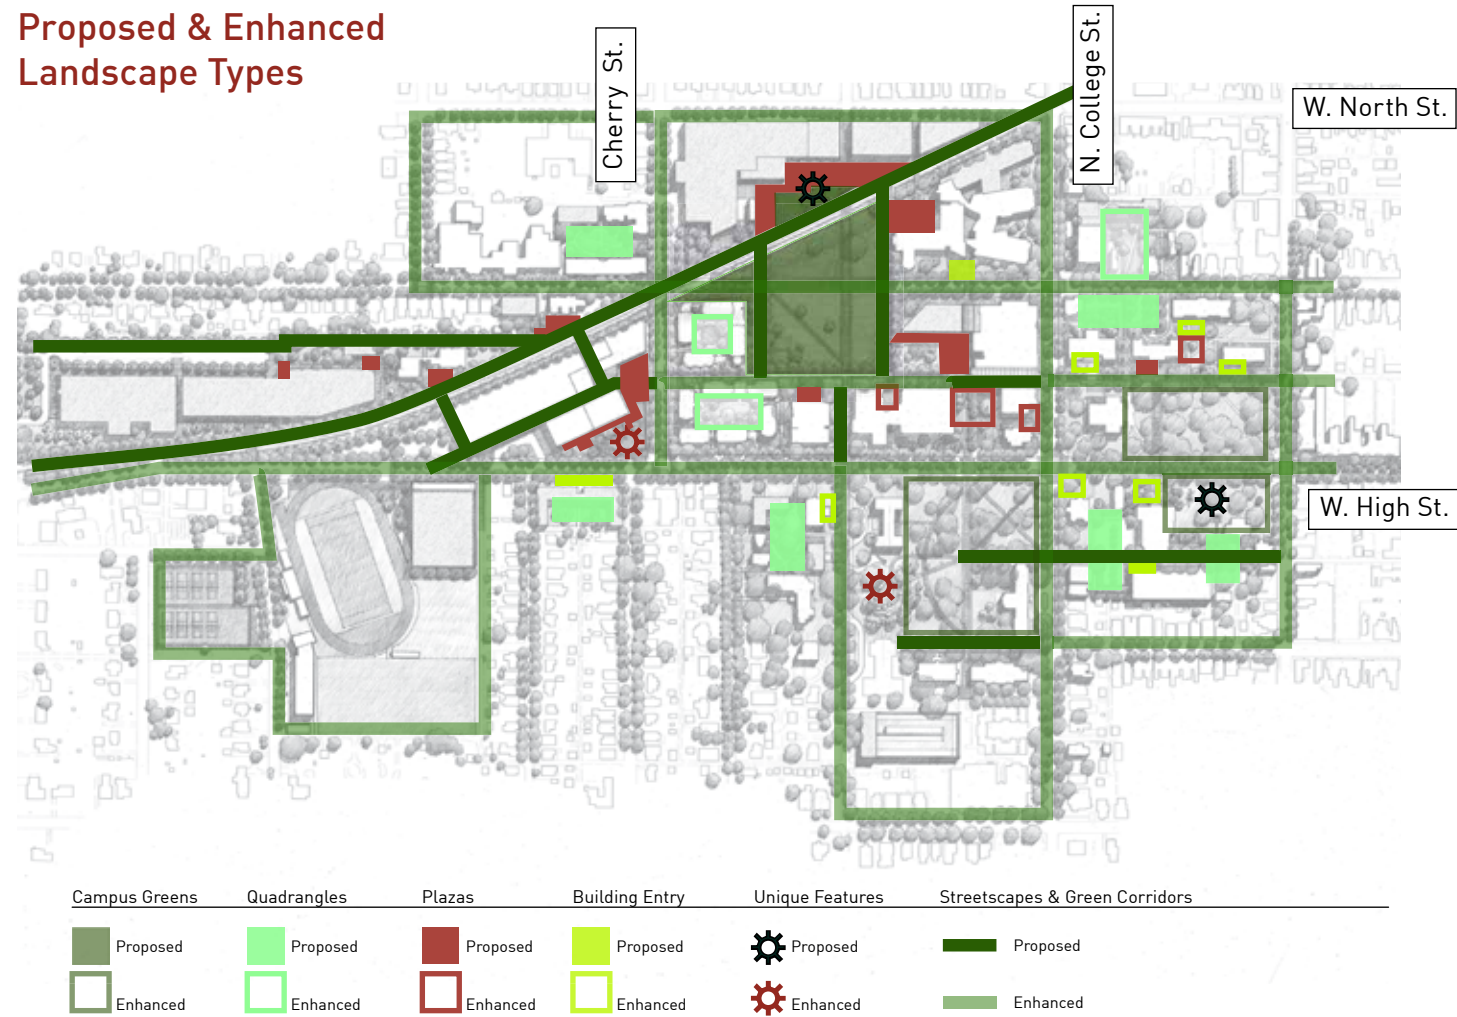 Proposed & Enhanced
Landscape Types
Cherry St.
N. College St.
W. North St.
W. High St.
Campus Greens
Quadrangles
Plazas
Building Entry
Unique Features
Streetscapes & Green Corridors
Proposed
Proposed
Proposed
Proposed
Proposed
Proposed
Enhanced
Enhanced
Enhanced
Enhanced
Enhanced
Enhanced